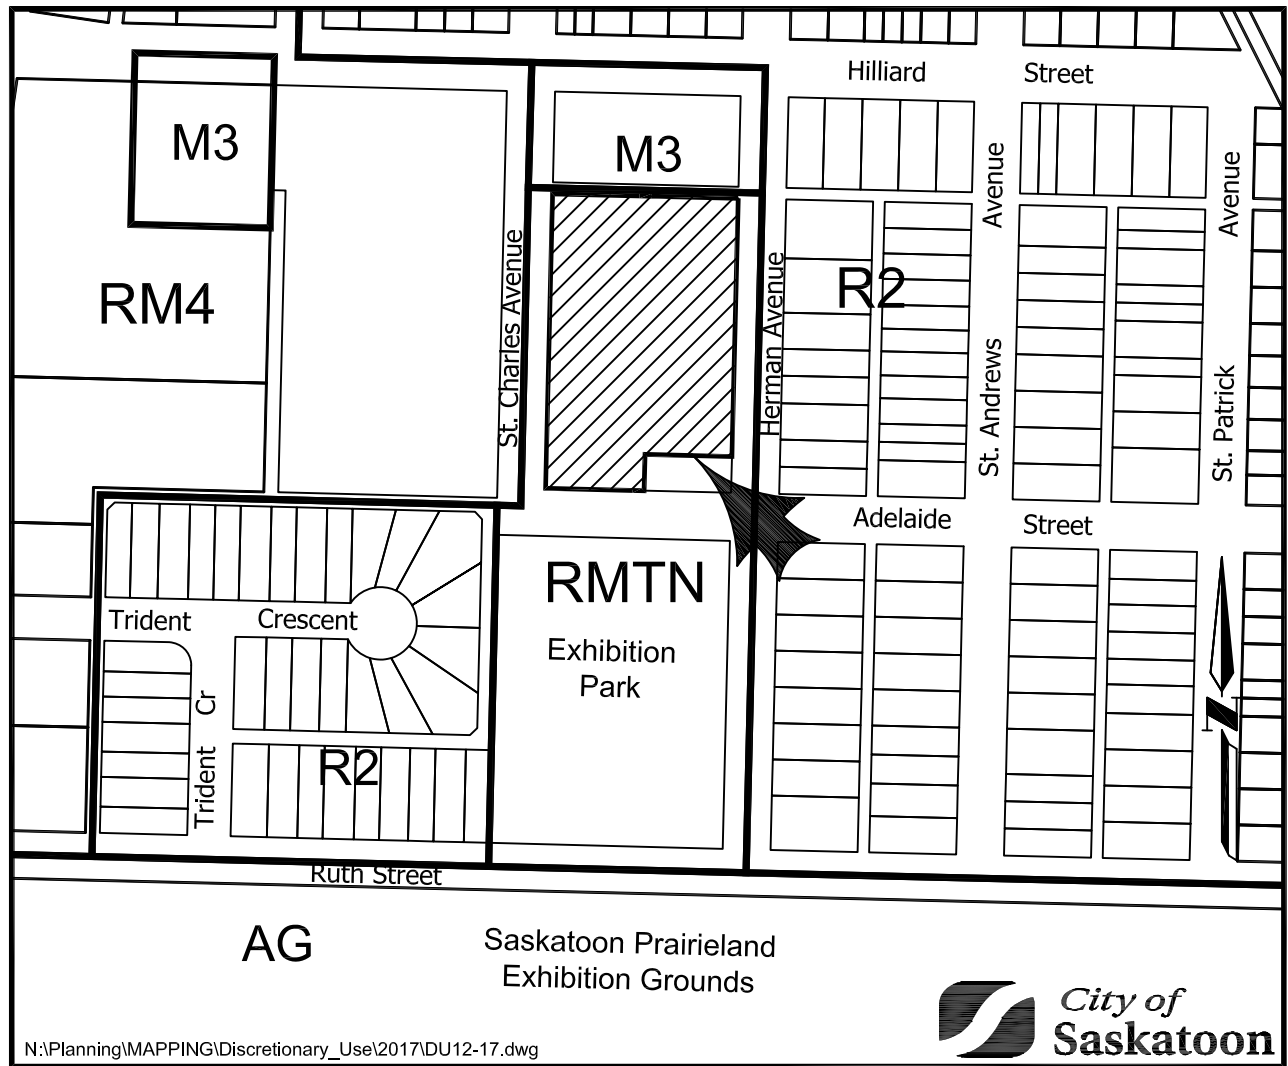 Hilliard Street
M3
M3
Avenue
Avenue
St. Charles Avenue
Herman Avenue
R2
RM4
St. Andrews
St. Patrick
Adelaide Street
RMTN
Exhibition
Park
Trident Crescent
Trident Cr
R2
N
Ruth Street
AG
Saskatoon Prairieland
Exhibition Grounds
City of
Saskatoon
N:\Planning\MAPPING\Discretionary_Use\2017\DU12-17.dwg